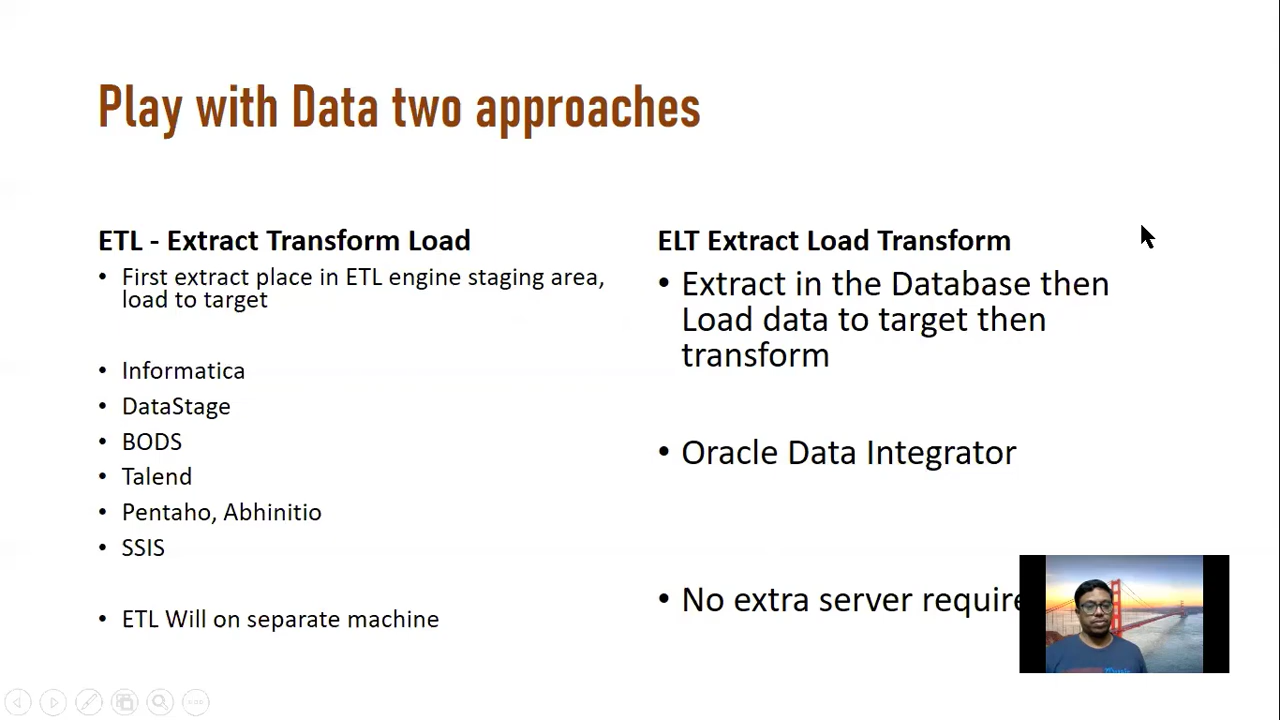 Play with Data two approaches
ETL - Extract Transform Load
• First extract place in ETL engine staging area,
load to target
• Informatica
• DataStage
• BODS
• Talend
• Pentaho, Abhinitio
• SSIS
• ETL Will on separate machine
ELT Extract Load Transform
• Extract in the Database then
Load data to target then
transform
• Oracle Data Integrator
• No extra server require